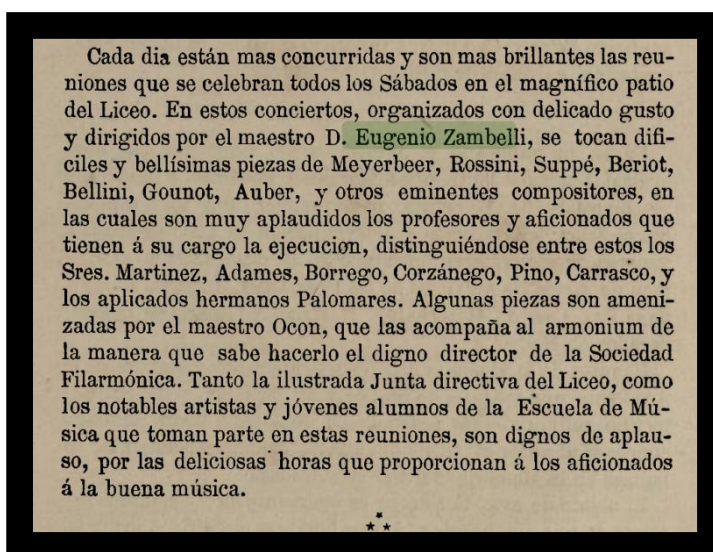 Cada dia están mas concurridas y son mas brillantes las reu-
niones que se celebran todos los Sábados en el magnífico patio
del Liceo. En estos conciertos, organizados con delicado gusto
y dirigidos por el maestro D. Eugenio Zambelli, se tocan difi-
ciles y bellísimas piezas de Meyerbeer, Rossini, Suppé, Beriot,
Bellini, Gounot, Auber, y otros eminentes compositores, en
las cuales son muy aplaudidos los profesores y aficionados que
tienen á su cargo la ejecucion, distinguiéndose entre estos los
Sres. Martinez, Adames, Borrego, Corzánego, Pino, Carrasco, y
los aplicados hermanos Palomares. Algunas piezas son ameni-
zadas por el maestro Ocon, que las acompaña al armonium de
la manera que sabe hacerlo el digno director de la Sociedad
Filarmónica. Tanto la ilustrada Junta directiva del Liceo, como
los notables artistas y jóvenes alumnos de la Escuela de Mú-
sica que toman parte en estas reuniones, son dignos de aplau-
so, por las deliciosas horas que proporcionan á los aficionados
á la buena música.